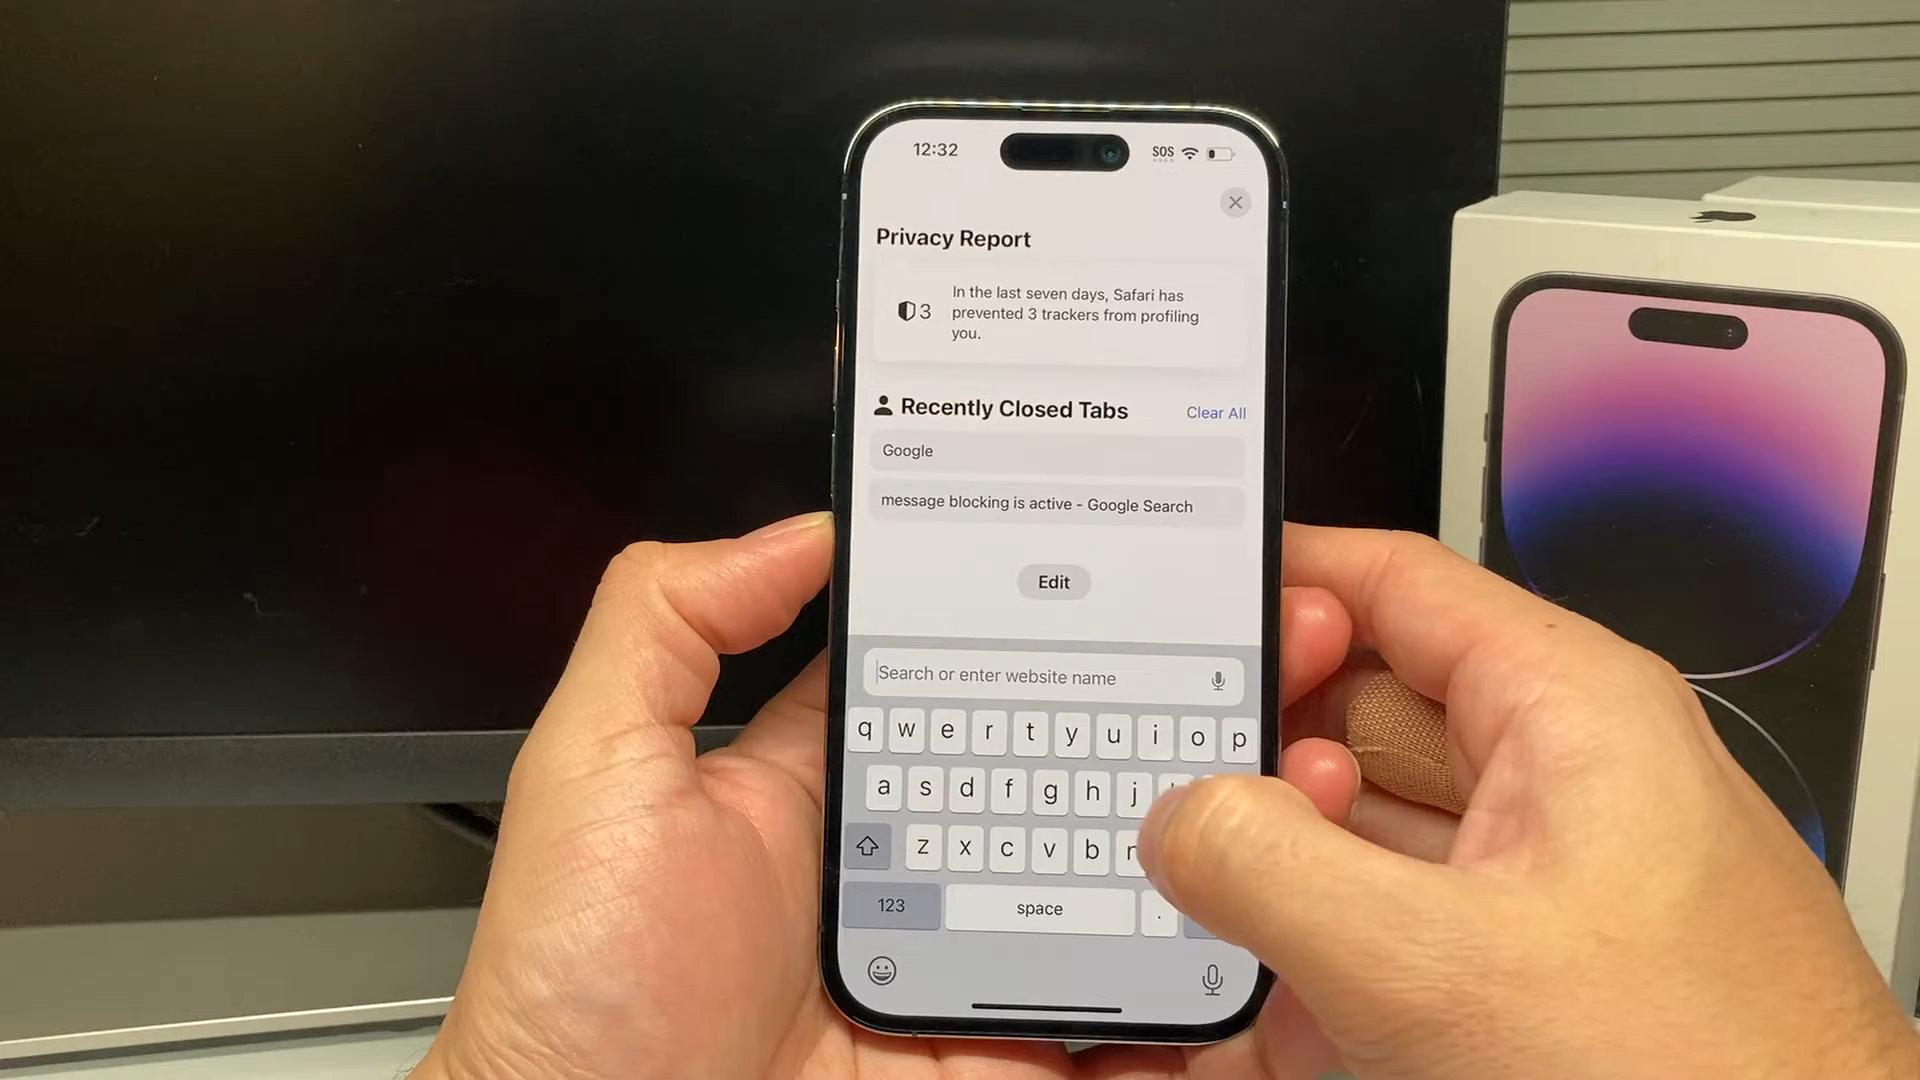 12:32
SOS
Privacy Report
3
In the last seven days, Safari has
prevented 3 trackers from profiling
you.
Recently Closed Tabs
Clear All
Google
message blocking is active - Google Search
Edit
Search or enter website name
q w e r t y u i o p
a s d f g h j
z x c v b
123
space
.